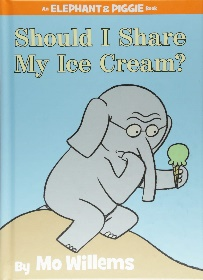 An ELEPHANT & PIGGIE Book
Should I Share
My Ice Cream?
By Mo Willems